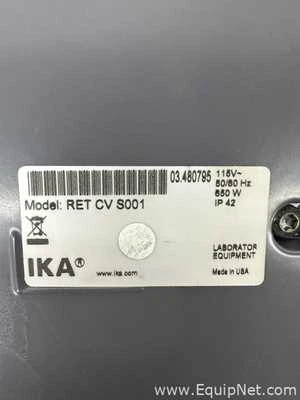 03.480795
115V~
50/60 Hz
650 W
IP 42
Model: RET CV S001
LABORATOR
EQUIPMENT
Made in USA
IKA®
www.ika.com
© www.EquipNet.com